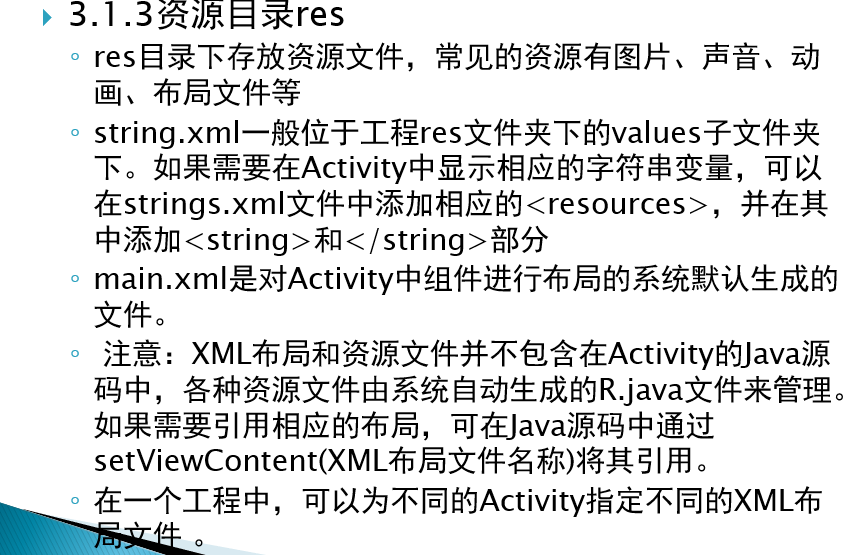 3.1.3资源目录res
res目录下存放资源文件，常见的资源有图片、声音、动
画、布局文件等
string.xml一般位于工程res文件夹下的values子文件夹
下。如果需要在Activity中显示相应的字符串变量，可以
在strings.xml文件中添加相应的<resources>，并在其
中添加<string>和</string>部分
main.xml是对Activity中组件进行布局的系统默认生成的
文件。
注意：XML布局和资源文件并不包含在Activity的Java源
码中，各种资源文件由系统自动生成的R.java文件来管理。
如果需要引用相应的布局，可在Java源码中通过
setViewContent(XML布局文件名称)将其引用。
在一个工程中，可以为不同的Activity指定不同的XML布
局文件 。